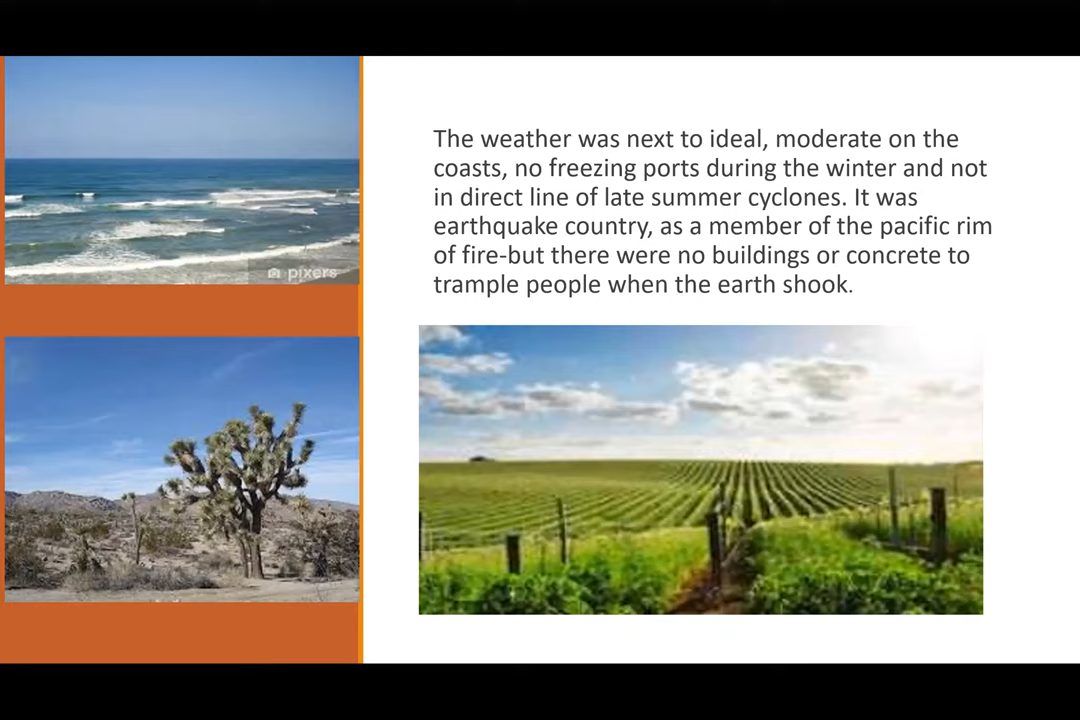 The weather was next to ideal, moderate on the
coasts, no freezing ports during the winter and not
in direct line of late summer cyclones. It was
earthquake country, as a member of the pacific rim
of fire-but there were no buildings or concrete to
trample people when the earth shook.
pixers